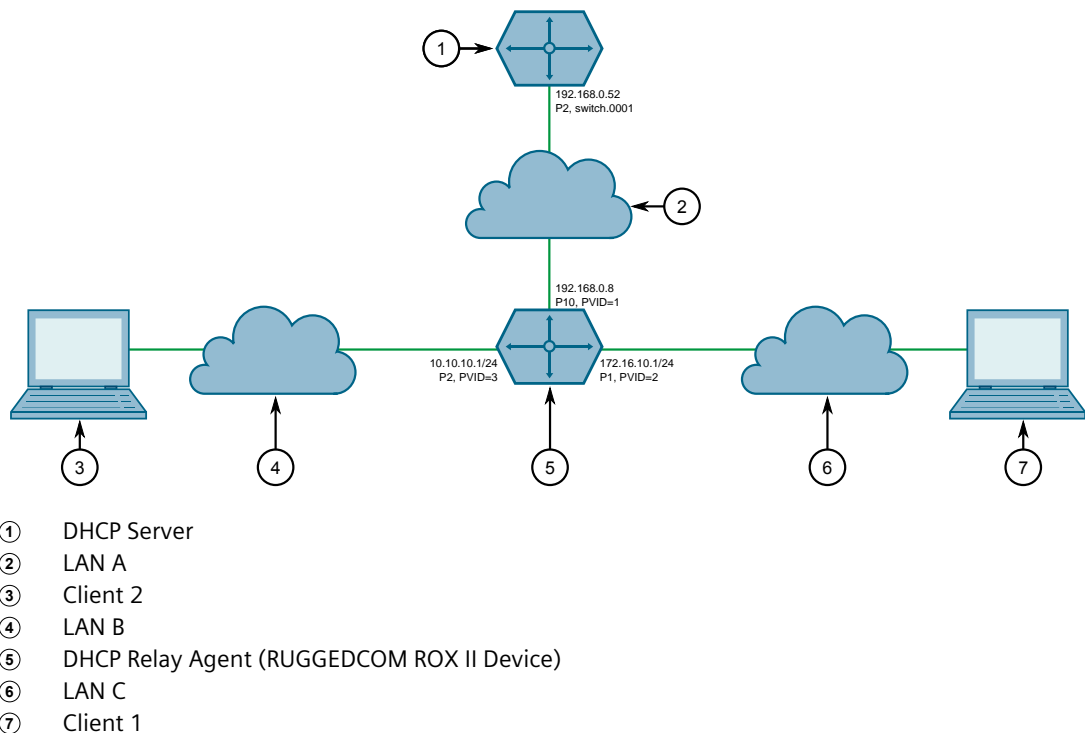 1
192.168.0.52
P2, switch.0001
2
192.168.0.8
P10, PVID=1
10.10.10.1/24
P2, PVID=3
172.16.10.1/24
P1, PVID=2
3
4
5
6
7
1 DHCP Server
2 LAN A
3 Client 2
4 LAN B
5 DHCP Relay Agent (RUGGEDCOM ROX II Device)
6 LAN C
7 Client 1